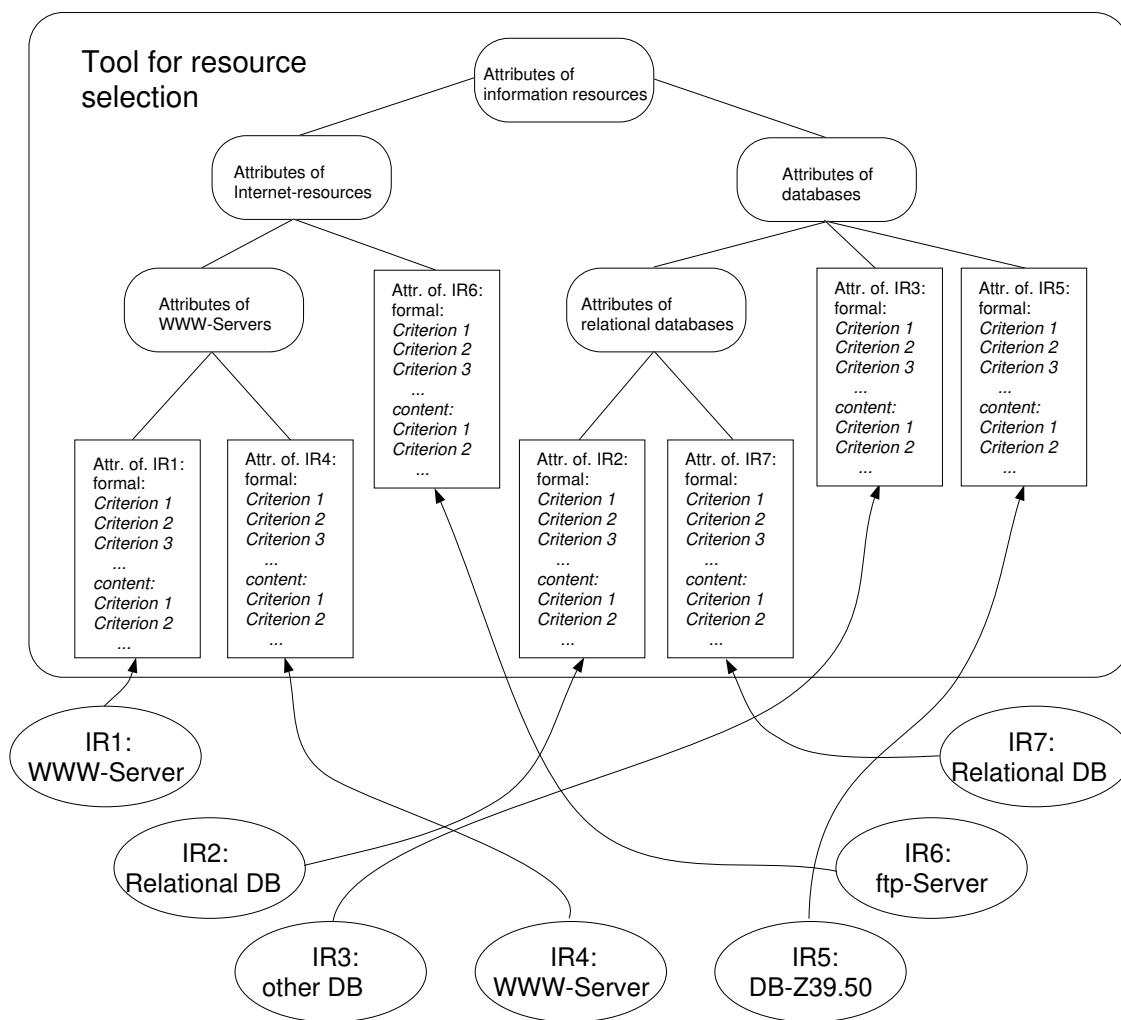 Tool for resource
selection
Attributes of
information resources
Attributes of
Internet-resources
Attributes of
databases
Attributes of
WWW-Servers
Attr. of. IR6:
formal:
Criterion 1
Criterion 2
Criterion 3
...
content:
Criterion 1
Criterion 2
...
Attributes of
relational databases
Attr. of. IR3:
formal:
Criterion 1
Criterion 2
Criterion 3
...
content:
Criterion 1
Criterion 2
...
Attr. of. IR5:
formal:
Criterion 1
Criterion 2
Criterion 3
...
content:
Criterion 1
Criterion 2
...
Attr. of. IR1:
formal:
Criterion 1
Criterion 2
Criterion 3
...
content:
Criterion 1
Criterion 2
...
Attr. of. IR4:
formal:
Criterion 1
Criterion 2
Criterion 3
...
content:
Criterion 1
Criterion 2
...
Attr. of. IR2:
formal:
Criterion 1
Criterion 2
Criterion 3
...
content:
Criterion 1
Criterion 2
...
Attr. of. IR7:
formal:
Criterion 1
Criterion 2
Criterion 3
...
content:
Criterion 1
Criterion 2
...
IR1:
WWW-Server
IR7:
Relational DB
IR2:
Relational DB
IR6:
ftp-Server
IR3:
other DB
IR4:
WWW-Server
IR5:
DB-Z39.50